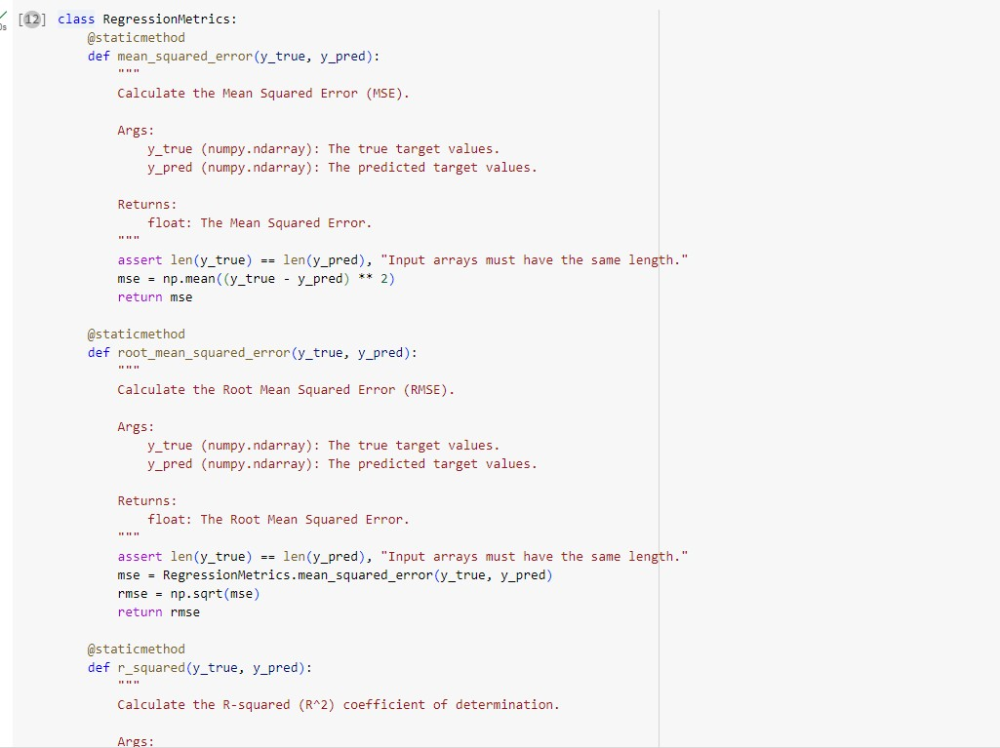 [12] class RegressionMetrics:
    @staticmethod
    def mean_squared_error(y_true, y_pred):
        """
        Calculate the Mean Squared Error (MSE).

        Args:
            y_true (numpy.ndarray): The true target values.
            y_pred (numpy.ndarray): The predicted target values.

        Returns:
            float: The Mean Squared Error.
        """
        assert len(y_true) == len(y_pred), "Input arrays must have the same length."
        mse = np.mean((y_true - y_pred) ** 2)
        return mse

    @staticmethod
    def root_mean_squared_error(y_true, y_pred):
        """
        Calculate the Root Mean Squared Error (RMSE).

        Args:
            y_true (numpy.ndarray): The true target values.
            y_pred (numpy.ndarray): The predicted target values.

        Returns:
            float: The Root Mean Squared Error.
        """
        assert len(y_true) == len(y_pred), "Input arrays must have the same length."
        mse = RegressionMetrics.mean_squared_error(y_true, y_pred)
        rmse = np.sqrt(mse)
        return rmse

    @staticmethod
    def r_squared(y_true, y_pred):
        """
        Calculate the R-squared (R^2) coefficient of determination.

        Args: